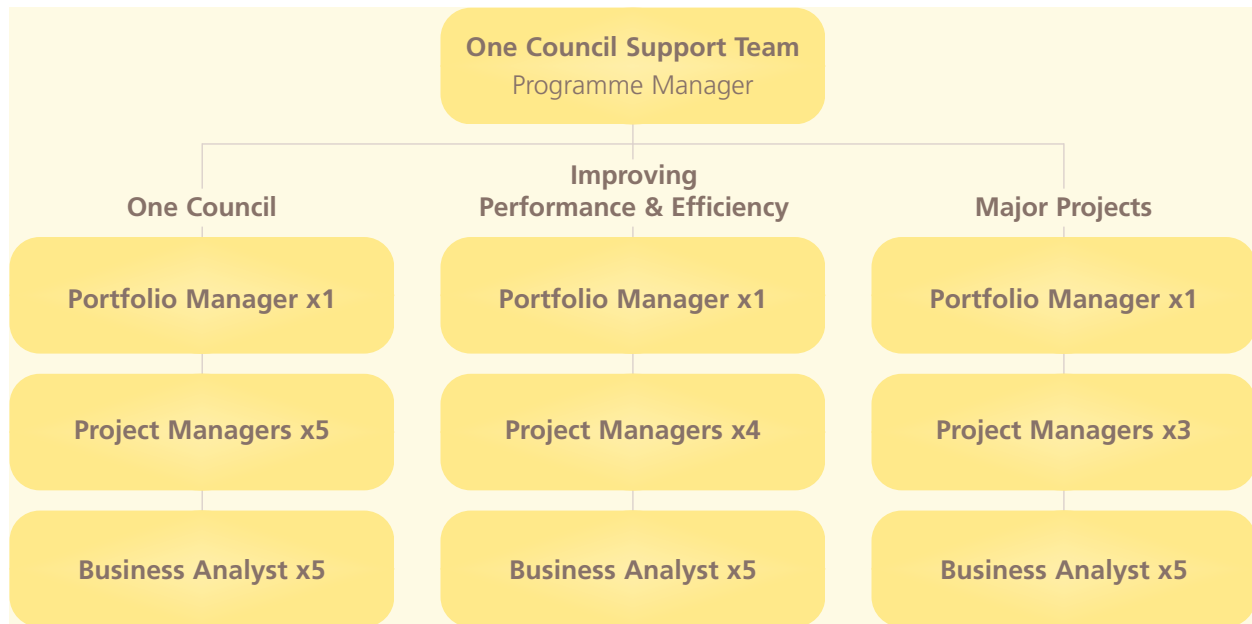 One Council Support Team
Programme Manager
One Council
Improving
Performance & Efficiency
Major Projects
Portfolio Manager x1
Portfolio Manager x1
Portfolio Manager x1
Project Managers x5
Project Managers x4
Project Managers x3
Business Analyst x5
Business Analyst x5
Business Analyst x5